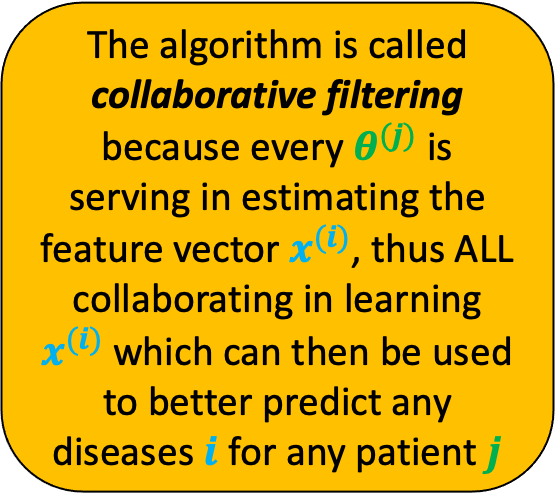 The algorithm is called
collaborative filtering
because every θ^(j) is
serving in estimating the
feature vector x^(i), thus ALL
collaborating in learning
x^(i) which can then be used
to better predict any
diseases i for any patient j